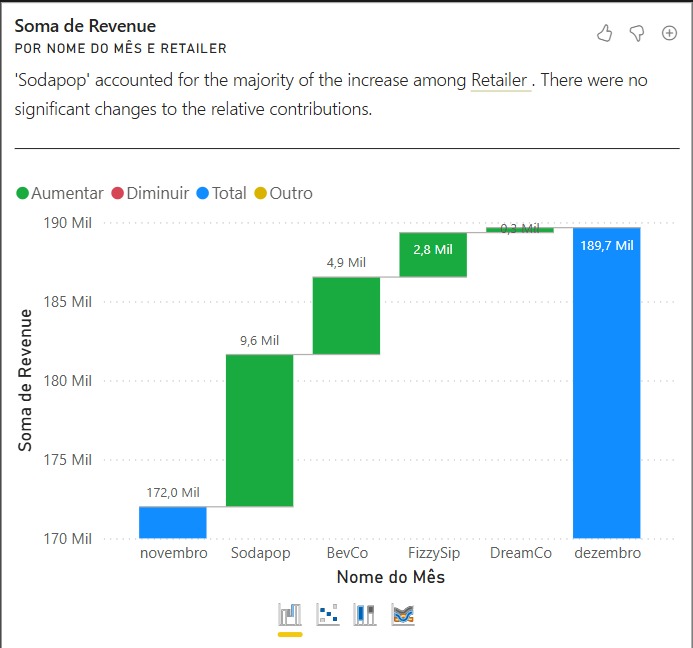 Soma de Revenue
POR NOME DO MÊS E RETAILER
'Sodapop' accounted for the majority of the increase among Retailer . There were no
significant changes to the relative contributions.
Aumentar Diminuir Total Outro
190 Mil
185 Mil
180 Mil
175 Mil
170 Mil
Soma de Revenue
172,0 Mil
9,6 Mil
4,9 Mil
2,8 Mil
0,3 Mil
189,7 Mil
novembro Sodapop BevCo FizzySip DreamCo dezembro
Nome do Mês